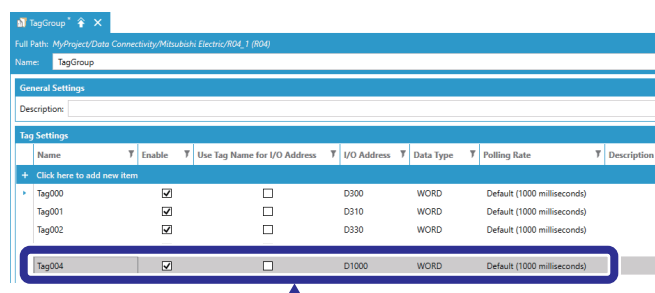 TagGroup*
Full Path: MyProject/Data Connectivity/Mitsubishi Electric/R04_1 (R04)
Name: TagGroup
General Settings
Description:
Tag Settings
Name Enable Use Tag Name for I/O Address I/O Address Data Type Polling Rate Description
+ Click here to add new item
Tag000 D300 WORD Default (1000 milliseconds)
Tag001 D310 WORD Default (1000 milliseconds)
Tag002 D330 WORD Default (1000 milliseconds)
Tag004 D1000 WORD Default (1000 milliseconds)